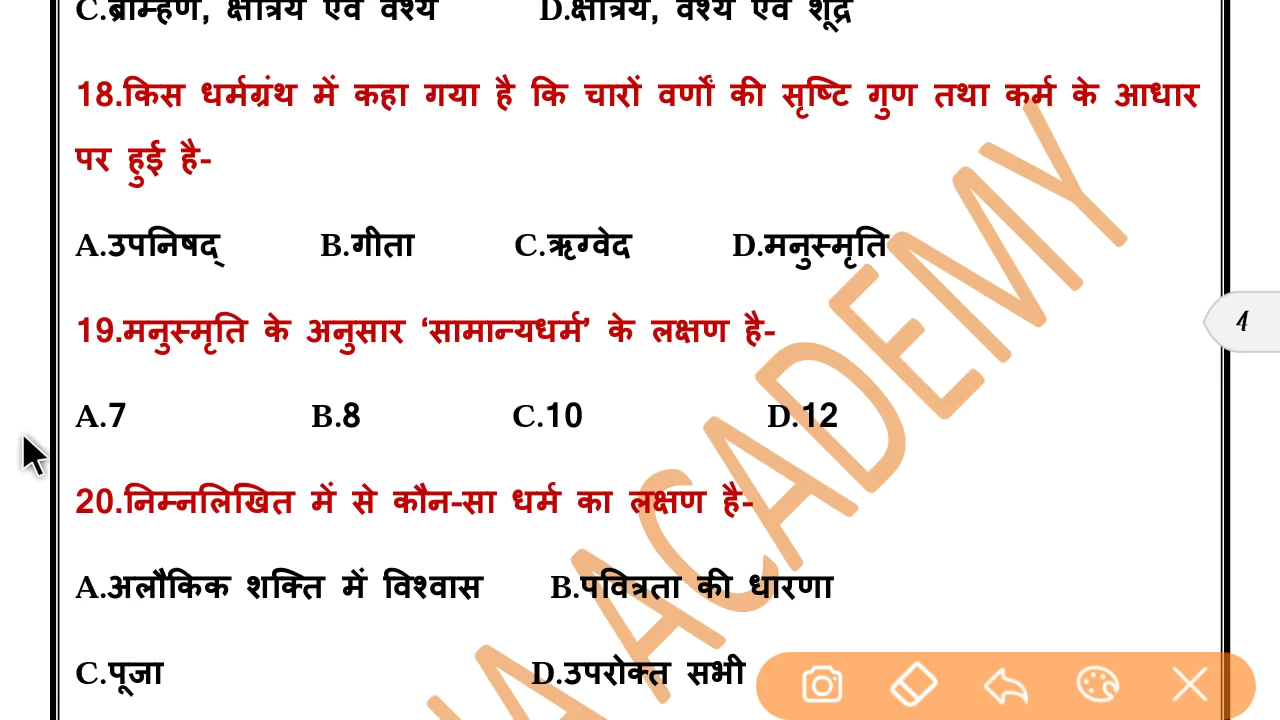 C.ब्राम्हण, क्षत्रिय एवं वैश्य D.क्षत्रिय, वैश्य एवं शूद्र
18.किस धर्मग्रंथ में कहा गया है कि चारों वर्णों की सृष्टि गुण तथा कर्म के आधार
पर हुई है-
A.उपनिषद् B.गीता C.ऋग्वेद D.मनुस्मृति
19.मनुस्मृति के अनुसार ‘सामान्यधर्म’ के लक्षण है-
4
A.7 B.8 C.10 D.12
20.निम्नलिखित में से कौन-सा धर्म का लक्षण है-
A.अलौकिक शक्ति में विश्वास B.पवित्रता की धारणा
C.पूजा D.उपरोक्त सभी
ACADEMY